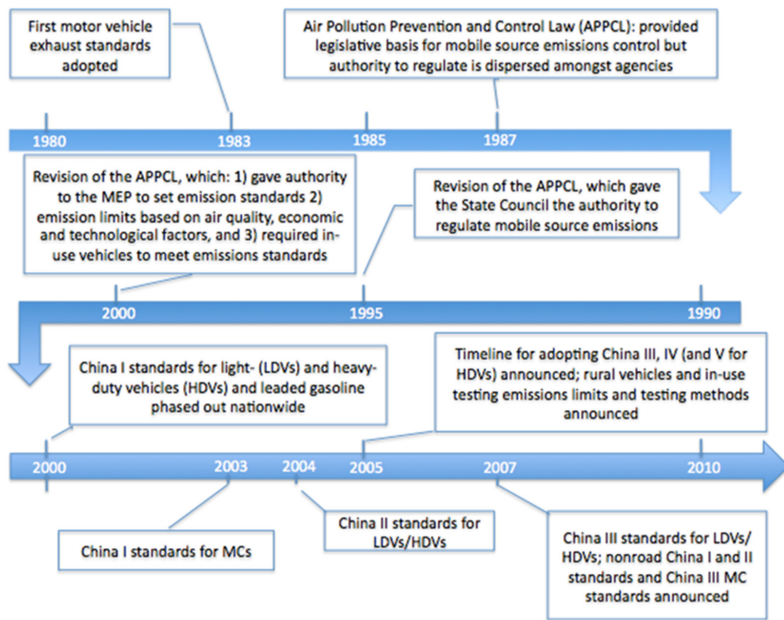 First motor vehicle
exhaust standards
adopted
Air Pollution Prevention and Control Law (APPCL): provided
legislative basis for mobile source emissions control but
authority to regulate is dispersed amongst agencies
1980
1983
1985
1987
Revision of the APPCL, which: 1) gave authority
to the MEP to set emission standards 2)
emission limits based on air quality, economic
and technological factors, and 3) required in-
use vehicles to meet emissions standards
Revision of the APPCL, which gave
the State Council the authority to
regulate mobile source emissions
2000
1995
1990
China I standards for light- (LDVs) and heavy-
duty vehicles (HDVs) and leaded gasoline
phased out nationwide
Timeline for adopting China III, IV (and V for
HDVs) announced; rural vehicles and in-use
testing emissions limits and testing methods
announced
2000
2003
2004
2005
2007
2010
China I standards for MCs
China II standards for
LDVs/HDVs
China III standards for LDVs/
HDVs; nonroad China I and II
standards and China III MC
standards announced